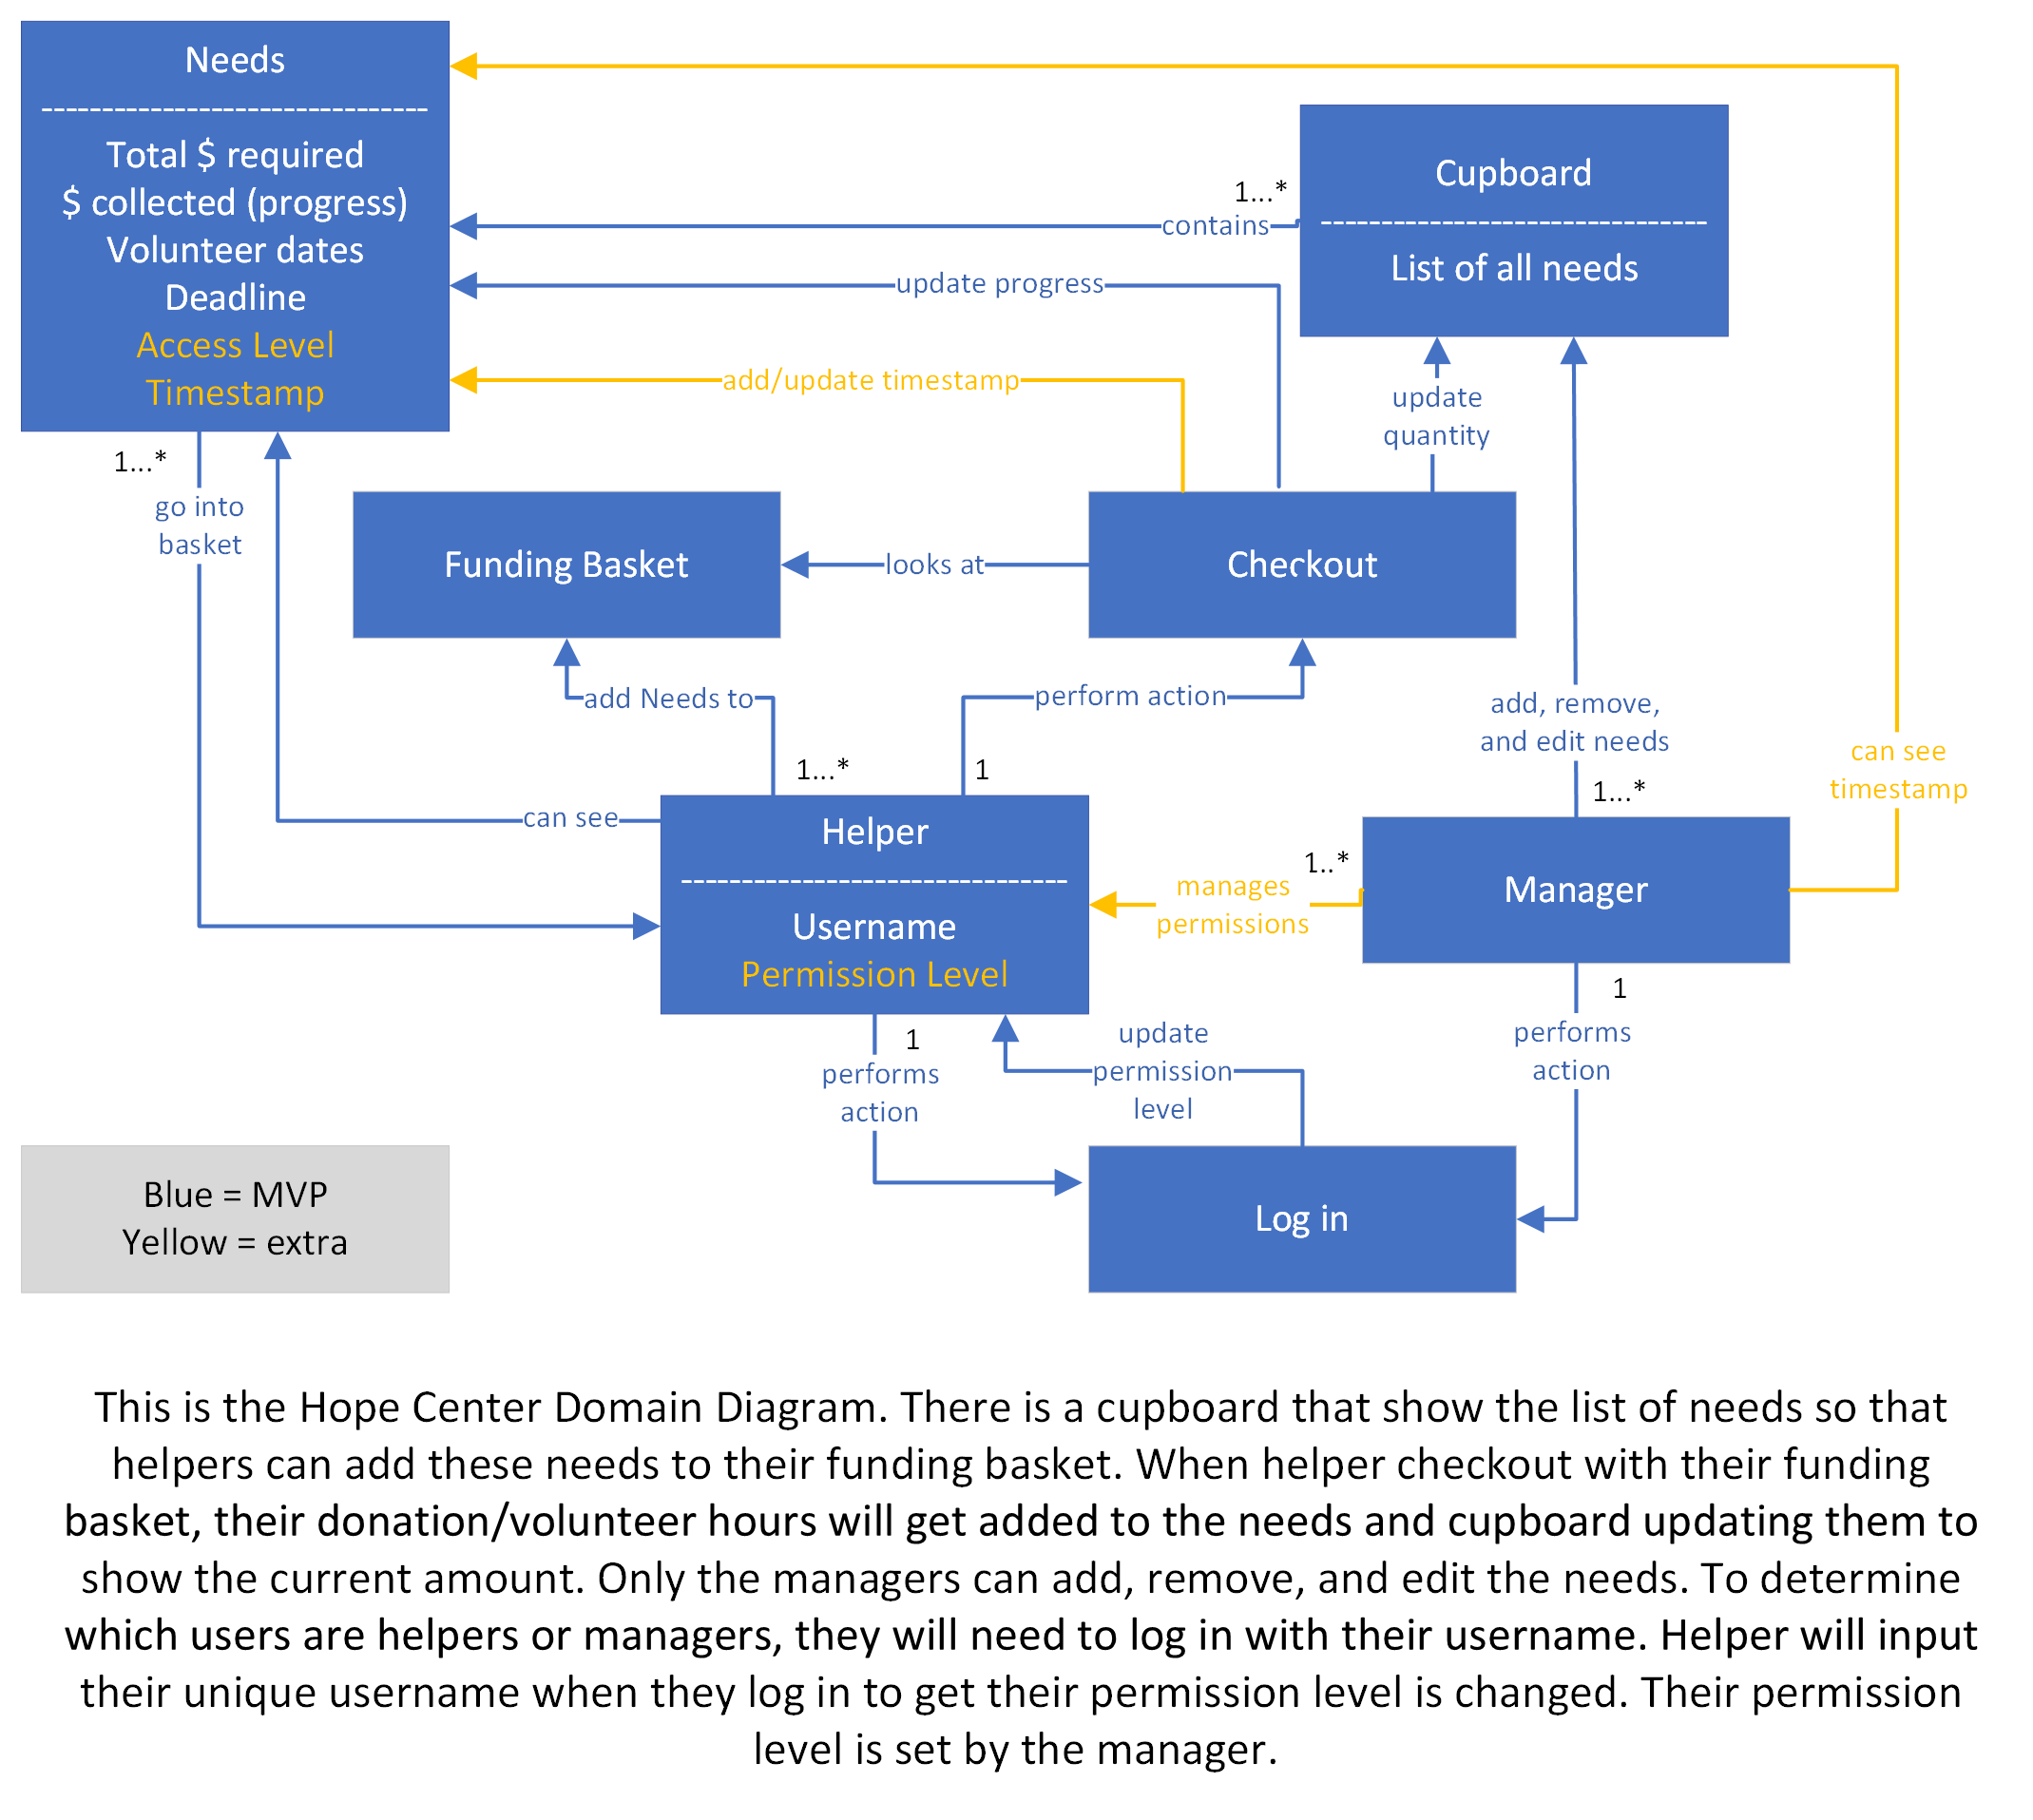 Needs
--------------------------------
Total $ required
$ collected (progress)
Volunteer dates
Deadline
Access Level
Timestamp
Cupboard
--------------------------------
List of all needs
1...*
contains
update progress
add/update timestamp
update
quantity
1...*
go into
basket
Funding Basket
looks at
Checkout
add Needs to
perform action
add, remove,
and edit needs
can see
timestamp
1...*
1
1...*
can see
Helper
--------------------------------
Username
Permission Level
1..*
manages
permissions
Manager
1
performs
action
update
permission
level
1
performs
action
Log in
Blue = MVP
Yellow = extra
This is the Hope Center Domain Diagram. There is a cupboard that show the list of needs so that
helpers can add these needs to their funding basket. When helper checkout with their funding
basket, their donation/volunteer hours will get added to the needs and cupboard updating them to
show the current amount. Only the managers can add, remove, and edit the needs. To determine
which users are helpers or managers, they will need to log in with their username. Helper will input
their unique username when they log in to get their permission level is changed. Their permission
level is set by the manager.